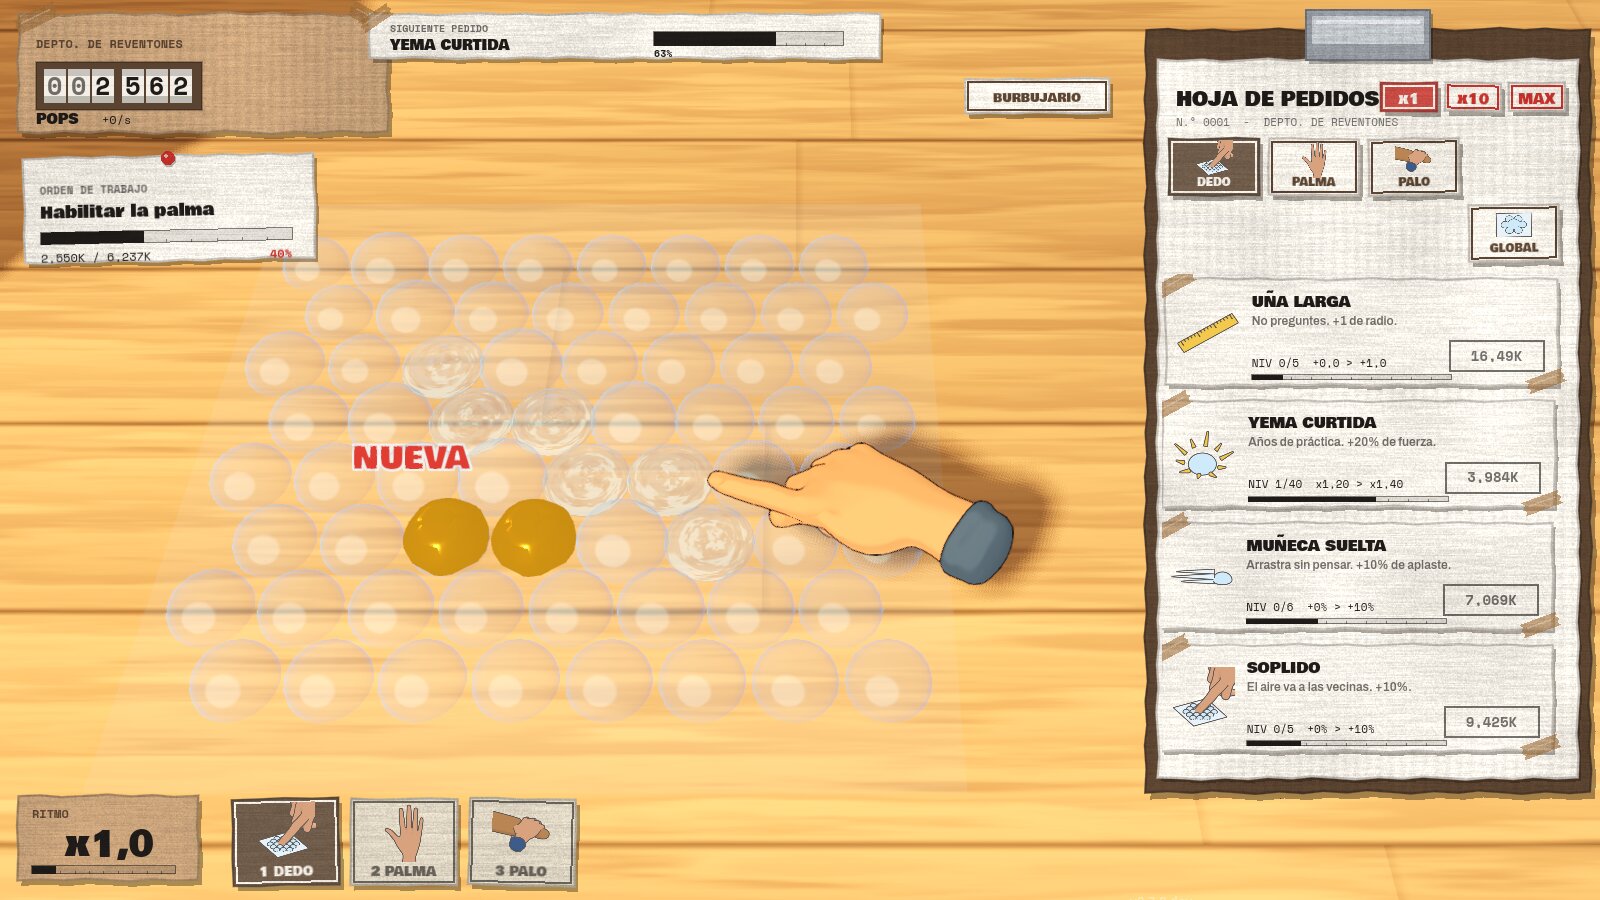 DEPTO. DE REVENTONES
002562
POPS +0/s
SIGUIENTE PEDIDO
YEMA CURTIDA
63%
BURBUJARIO
ORDEN DE TRABAJO
Habilitar la palma
2,550K / 6,237K
40%
NUEVA
HOJA DE PEDIDOS
x1
x10
MAX
N.º 0001 - DEPTO. DE REVENTONES
DEDO
PALMA
PALO
GLOBAL
UÑA LARGA
No preguntes. +1 de radio.
NIV 0/5 +0,0 > +1,0
16,49K
YEMA CURTIDA
Años de práctica. +20% de fuerza.
NIV 1/40 x1,20 > x1,40
3,984K
MUÑECA SUELTA
Arrastra sin pensar. +10% de aplaste.
NIV 0/6 +0% > +10%
7,069K
SOPLIDO
El aire va a las vecinas. +10%.
NIV 0/5 +0% > +10%
9,425K
RITMO
x1,0
1 DEDO
2 PALMA
3 PALO